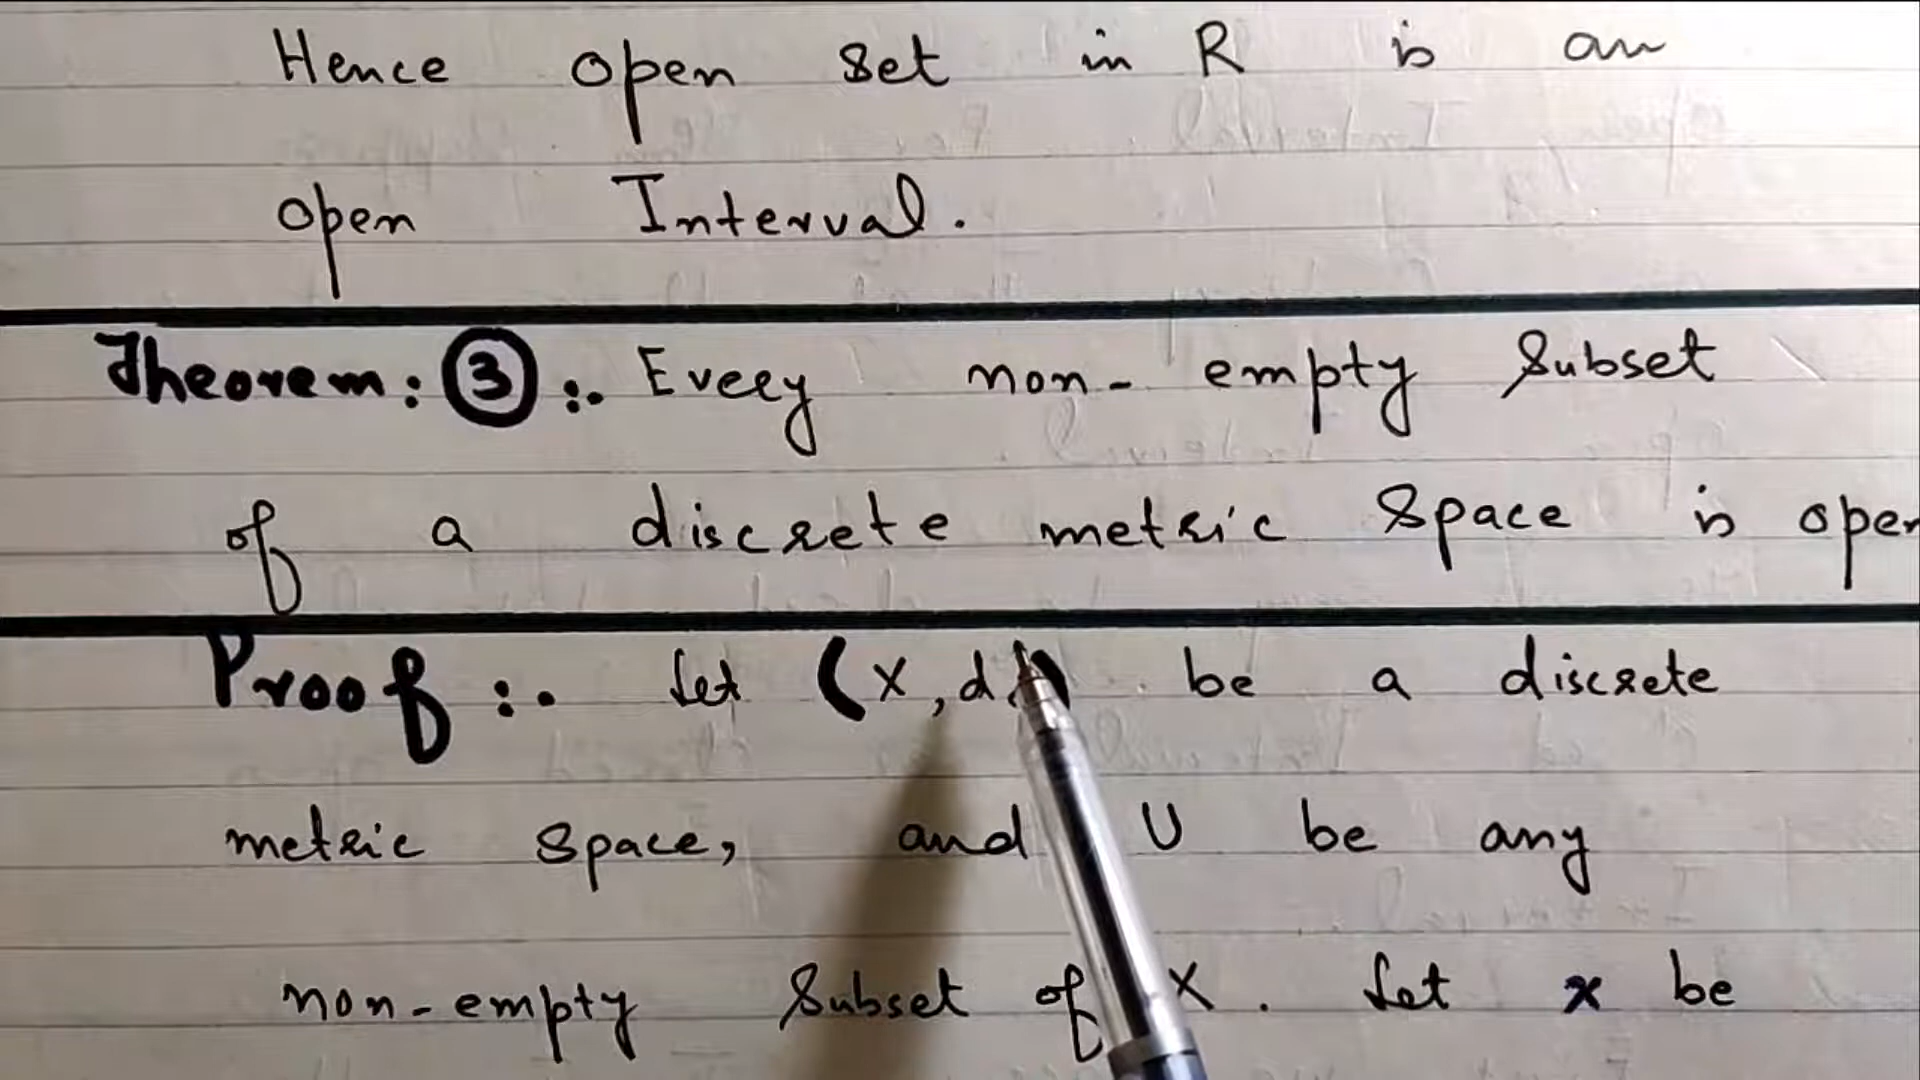 Hence open set in R is an
open Interval.
Theorem: 3 :- Every non-empty Subset
of a discrete metric space is open
Proof :- Let (X, d) be a discrete
metric space, and U be any
non-empty Subset of X. Let x be